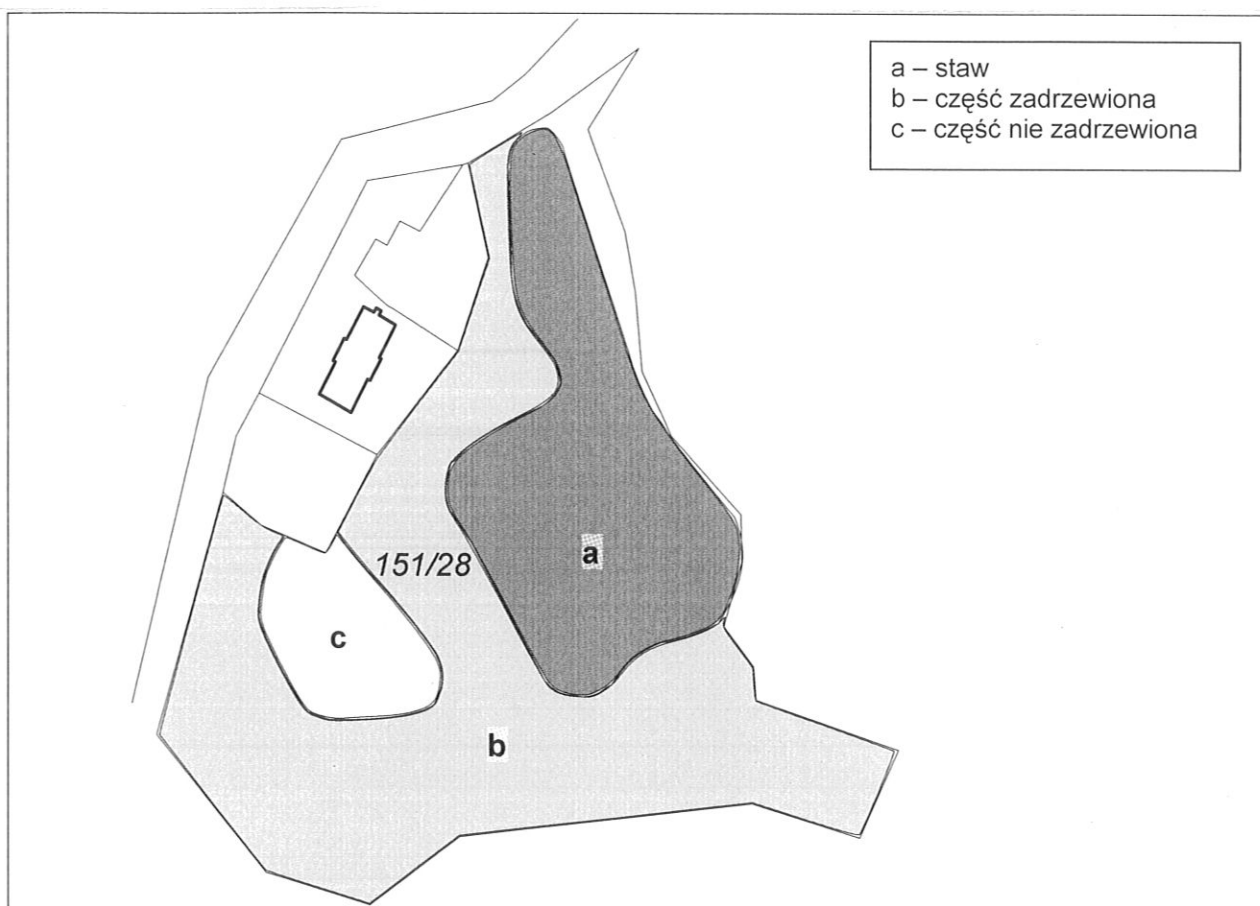 a – staw
b – część zadrzewiona
c – część nie zadrzewiona
151/28
a
c
b